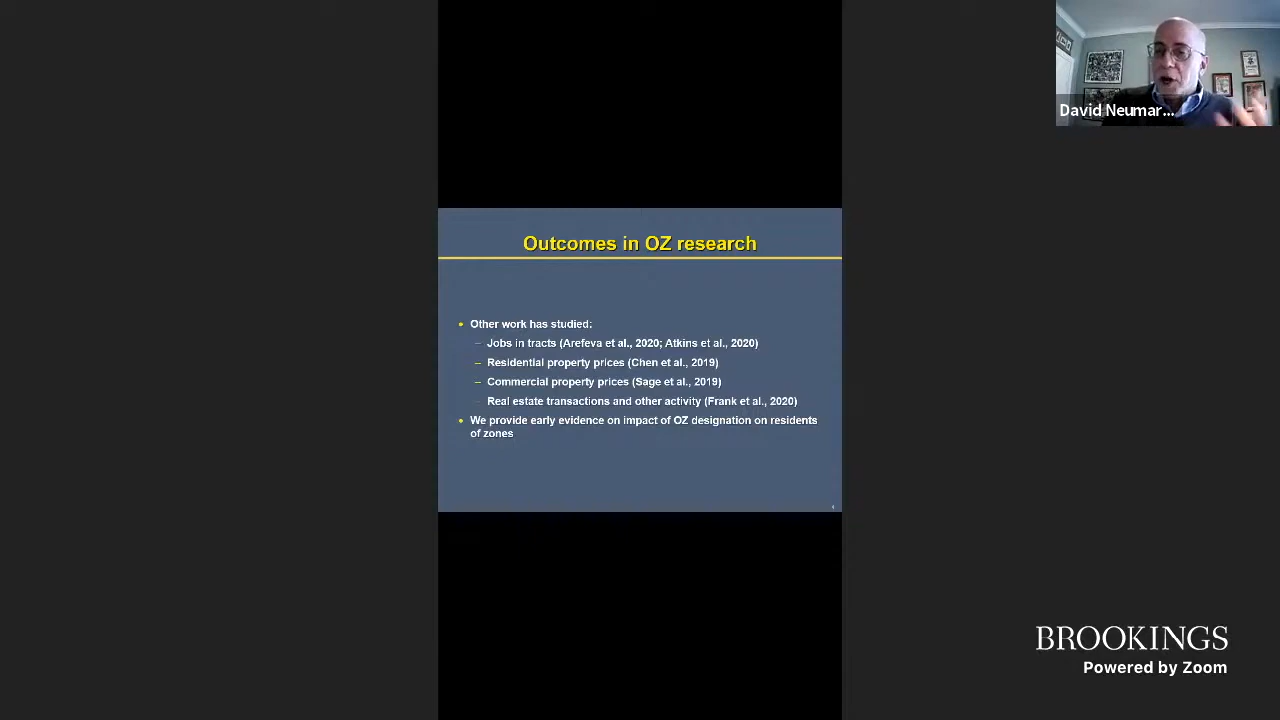 David Neumar...
Outcomes in OZ research
• Other work has studied:
– Jobs in tracts (Arefeva et al., 2020; Atkins et al., 2020)
– Residential property prices (Chen et al., 2019)
– Commercial property prices (Sage et al., 2019)
– Real estate transactions and other activity (Frank et al., 2020)
• We provide early evidence on impact of OZ designation on residents
of zones
BROOKINGS
Powered by Zoom